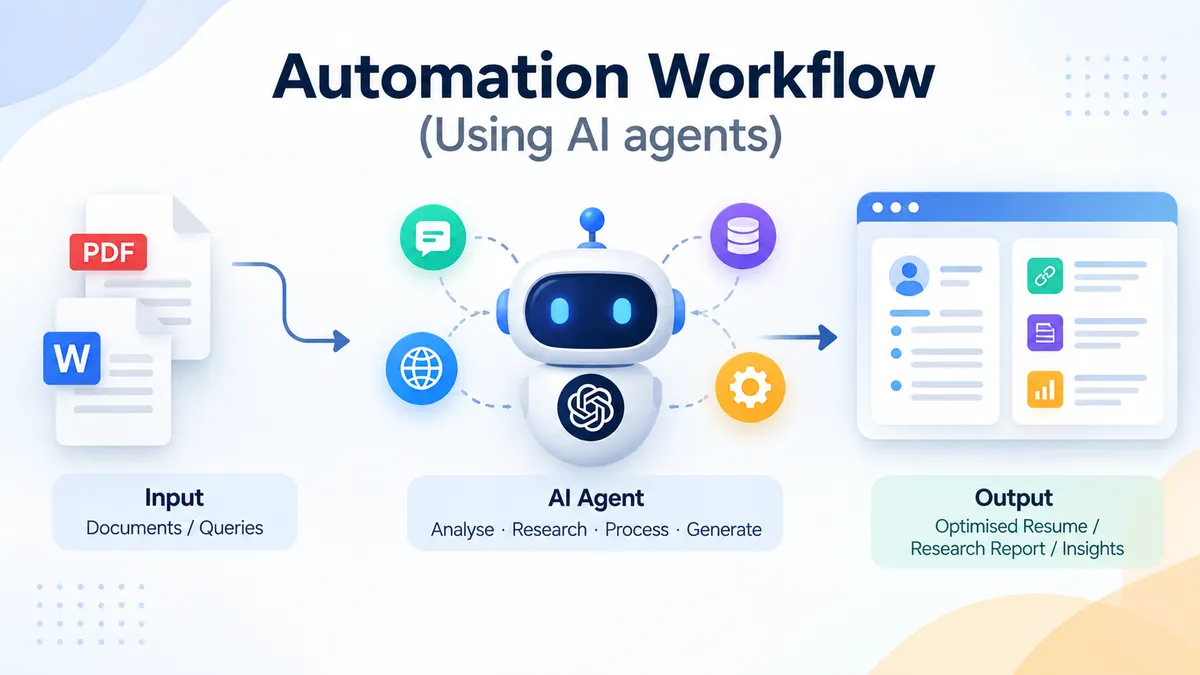 Automation Workflow
(Using AI agents)
PDF
W
Input
Documents / Queries
AI Agent
Analyse · Research · Process · Generate
Output
Optimised Resume /
Research Report / Insights